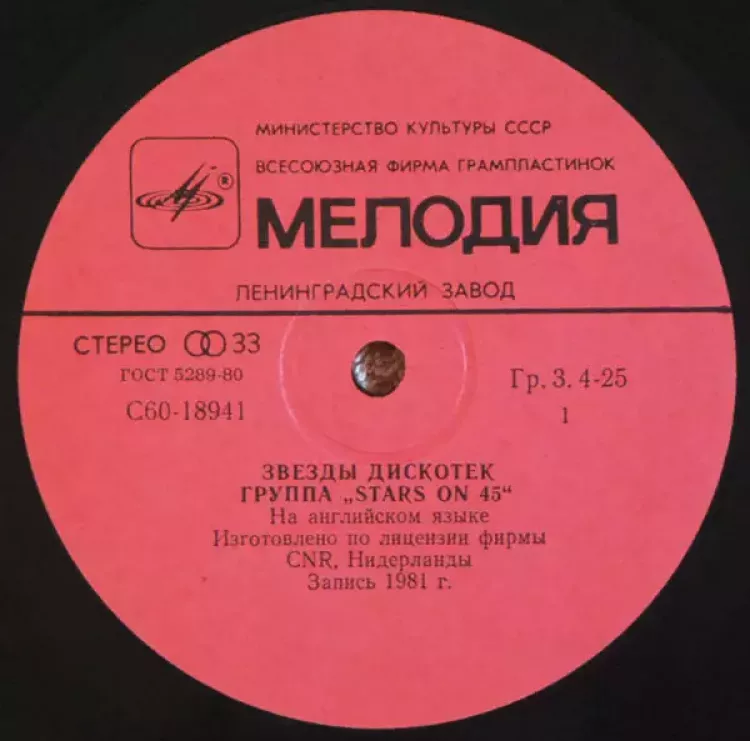 МИНИСТЕРСТВО КУЛЬТУРЫ СССР
ВСЕСОЮЗНАЯ ФИРМА ГРАМПЛАСТИНОК
®
МЕЛОДИЯ
ЛЕНИНГРАДСКИЙ ЗАВОД
СТЕРЕО 33
ГОСТ 5289-80
Гр. 3. 4-25
С60-18941
1
ЗВЕЗДЫ ДИСКОТЕК
ГРУППА „STARS ON 45“
На английском языке
Изготовлено по лицензии фирмы
CNR, Нидерланды
Запись 1981 г.